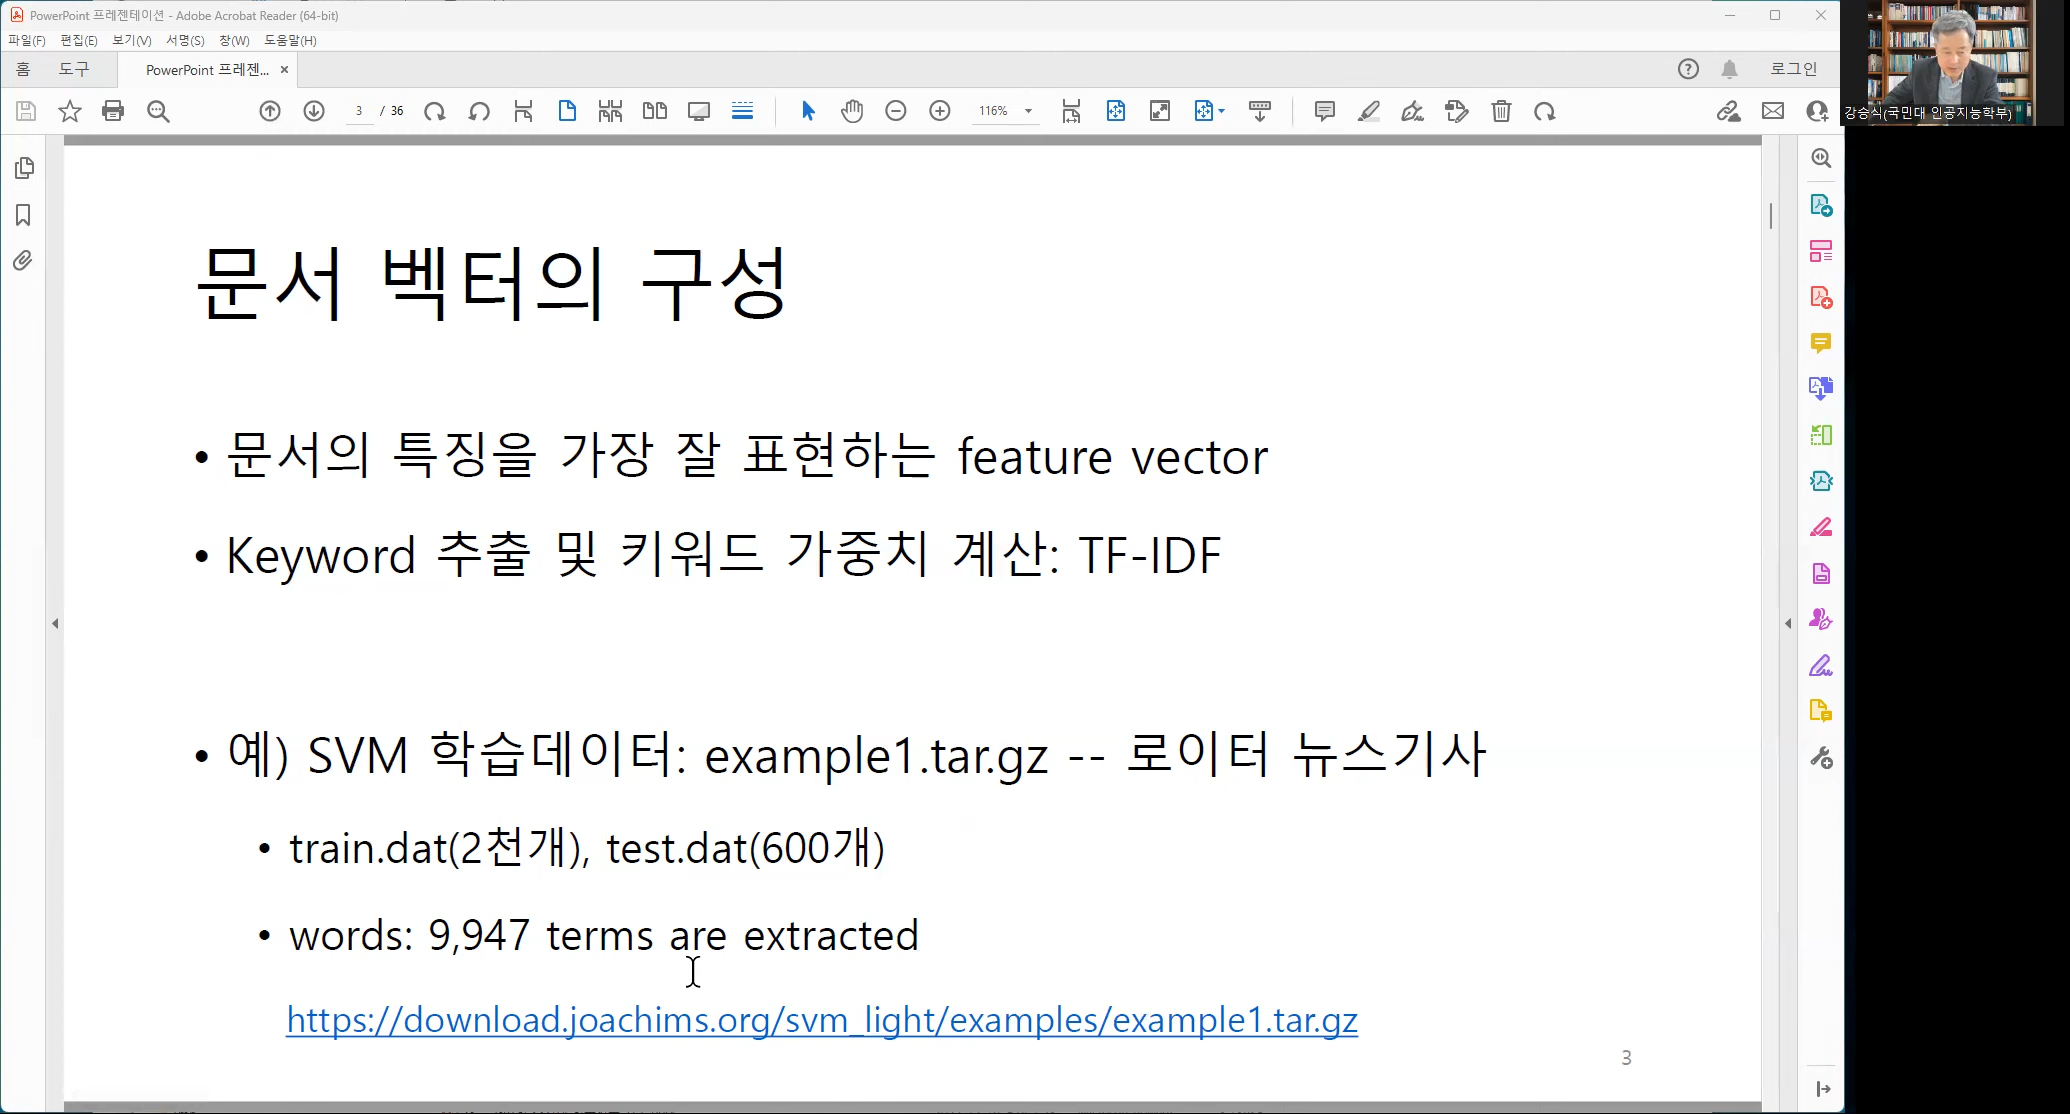 PowerPoint 프레젠테이션 - Adobe Acrobat Reader (64-bit)
파일(F) 편집(E) 보기(V) 서명(S) 창(W) 도움말(H)
홈 도구 PowerPoint 프레젠... × 로그인
3 / 36 116%
강승식(국민대 인공지능학부)
문서 벡터의 구성
• 문서의 특징을 가장 잘 표현하는 feature vector
• Keyword 추출 및 키워드 가중치 계산: TF-IDF
• 예) SVM 학습데이터: example1.tar.gz -- 로이터 뉴스기사
• train.dat(2천개), test.dat(600개)
• words: 9,947 terms are extracted
https://download.joachims.org/svm_light/examples/example1.tar.gz
3